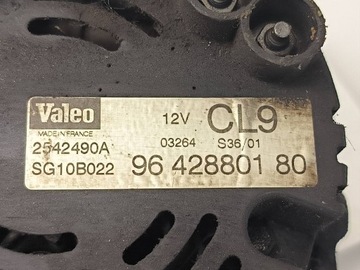 Valeo 12V CL9
MADE IN FRANCE 03264 S36/01
2542490A
SG10B022 96 428801 80